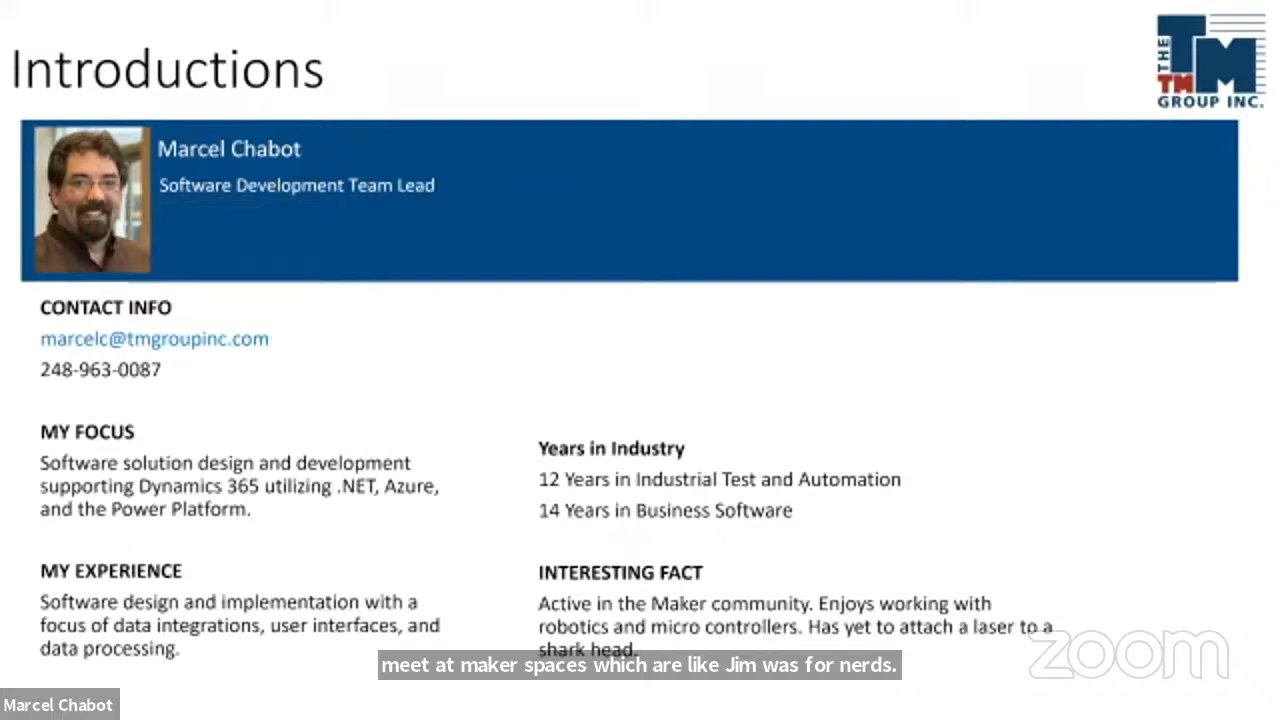 Introductions
THE TM GROUP INC.
Marcel Chabot
Software Development Team Lead
CONTACT INFO
marcelc@tmgroupinc.com
248-963-0087
MY FOCUS
Software solution design and development
supporting Dynamics 365 utilizing .NET, Azure,
and the Power Platform.
Years in Industry
12 Years in Industrial Test and Automation
14 Years in Business Software
MY EXPERIENCE
Software design and implementation with a
focus of data integrations, user interfaces, and
data processing.
INTERESTING FACT
Active in the Maker community. Enjoys working with
robotics and micro controllers. Has yet to attach a laser to a
shark head.
meet at maker spaces which are like Jim was for nerds.
zoom
Marcel Chabot